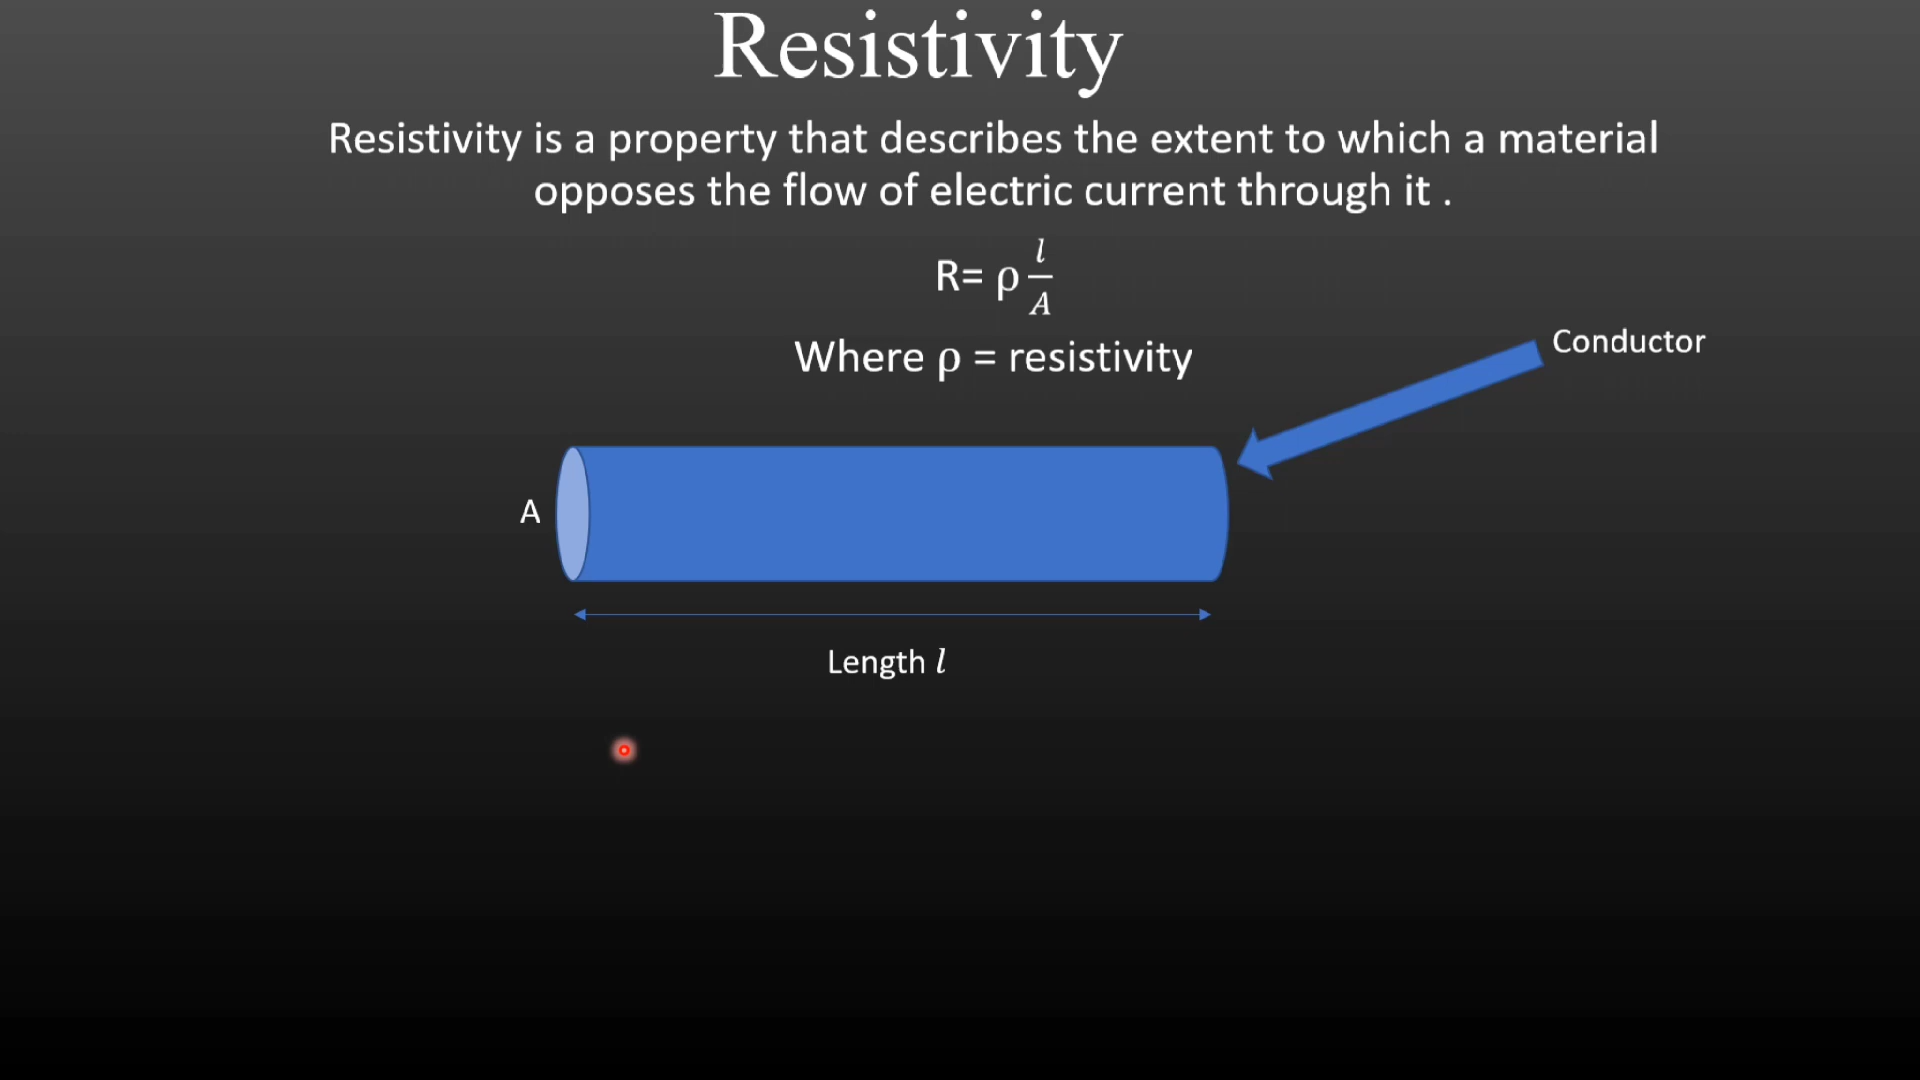 Resistivity
Resistivity is a property that describes the extent to which a material
opposes the flow of electric current through it .
R= ρ l/A
Where ρ = resistivity
Conductor
A
Length l